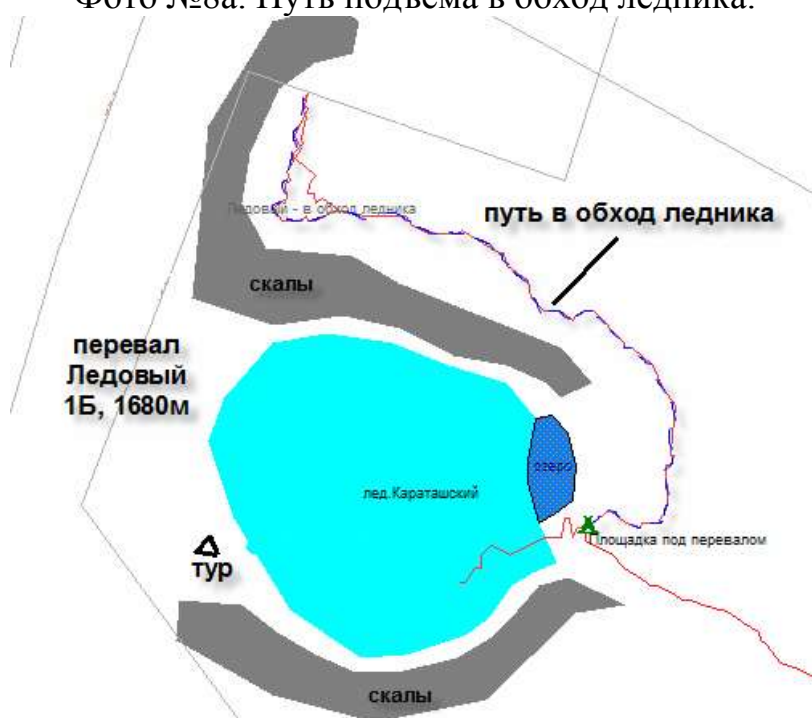 Фото №8а. Путь подъема в обход ледника.
Ледовый - в обход ледника
путь в обход ледника
скалы
перевал
Ледовый
1Б, 1680м
озеро
лед.Караташский
Площадка под перевалом
тур
скалы